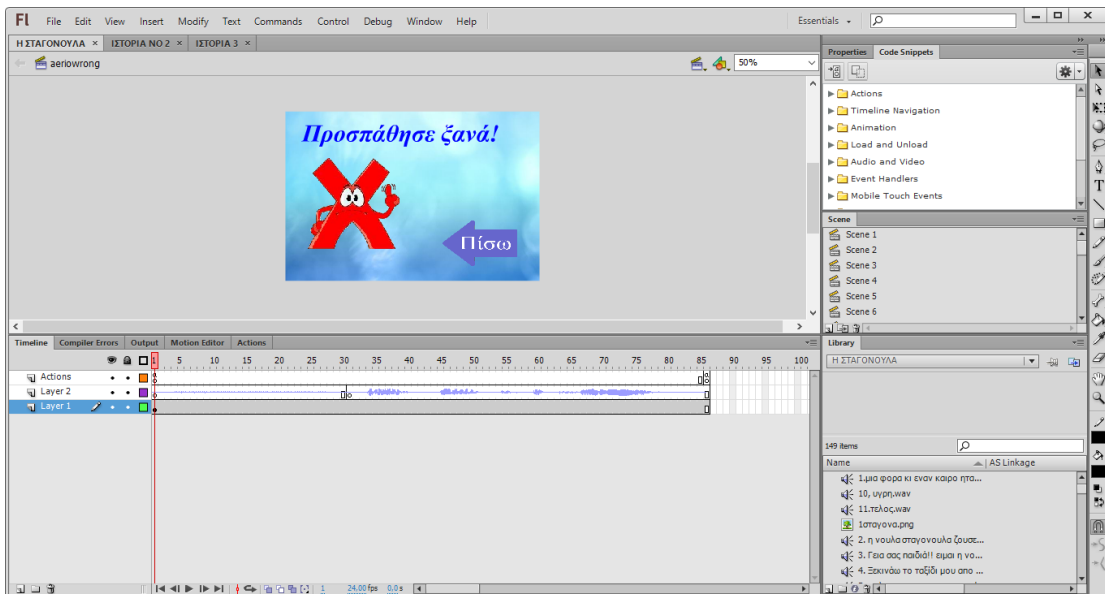 Fl File Edit View Insert Modify Text Commands Control Debug Window Help Essentials
Η ΣΤΑΓΟΝΟΥΛΑ × ΙΣΤΟΡΙΑ ΝΟ 2 × ΙΣΤΟΡΙΑ 3 ×
aeriowrong 50%
Προσπάθησε ξανά!
Πίσω
Properties Code Snippets
Actions
Timeline Navigation
Animation
Load and Unload
Audio and Video
Event Handlers
Mobile Touch Events
Scene
Scene 1
Scene 2
Scene 3
Scene 4
Scene 5
Scene 6
Timeline Compiler Errors Output Motion Editor Actions
1 5 10 15 20 25 30 35 40 45 50 55 60 65 70 75 80 85 90 95 100
Actions
Layer 2
Layer 1
1 24,00 fps 0,0 s
Library
Η ΣΤΑΓΟΝΟΥΛΑ
149 items
Name AS Linkage
1.μια φορα κι εναν καιρο ητα...
10, υγρη.wav
11.τελος.wav
1σταγονα.png
2. η νουλα σταγονουλα ζουσε...
3. Γεια σας παιδιά!! ειμαι η νο...
4. Ξεκινάω το ταξίδι μου απο ...